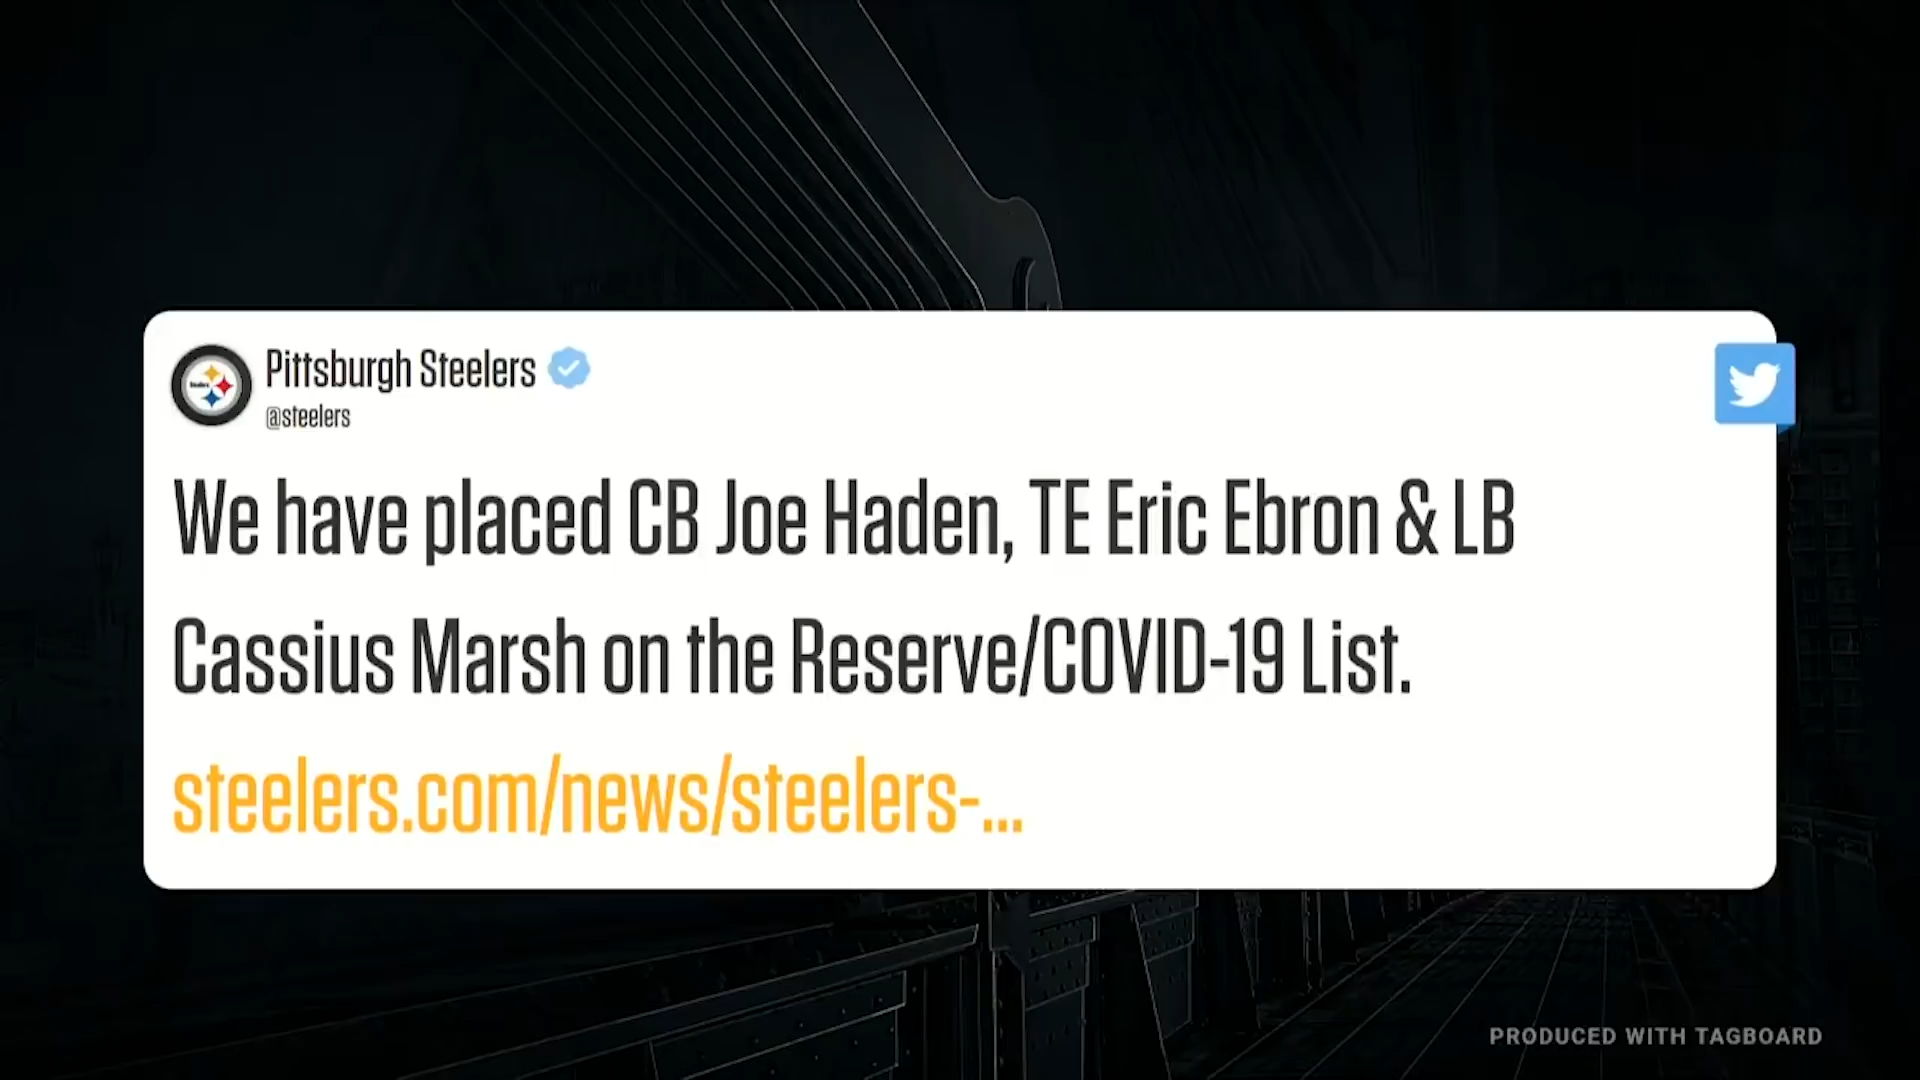 Pittsburgh Steelers
@steelers
We have placed CB Joe Haden, TE Eric Ebron & LB
Cassius Marsh on the Reserve/COVID-19 List.
steelers.com/news/steelers-...
PRODUCED WITH TAGBOARD